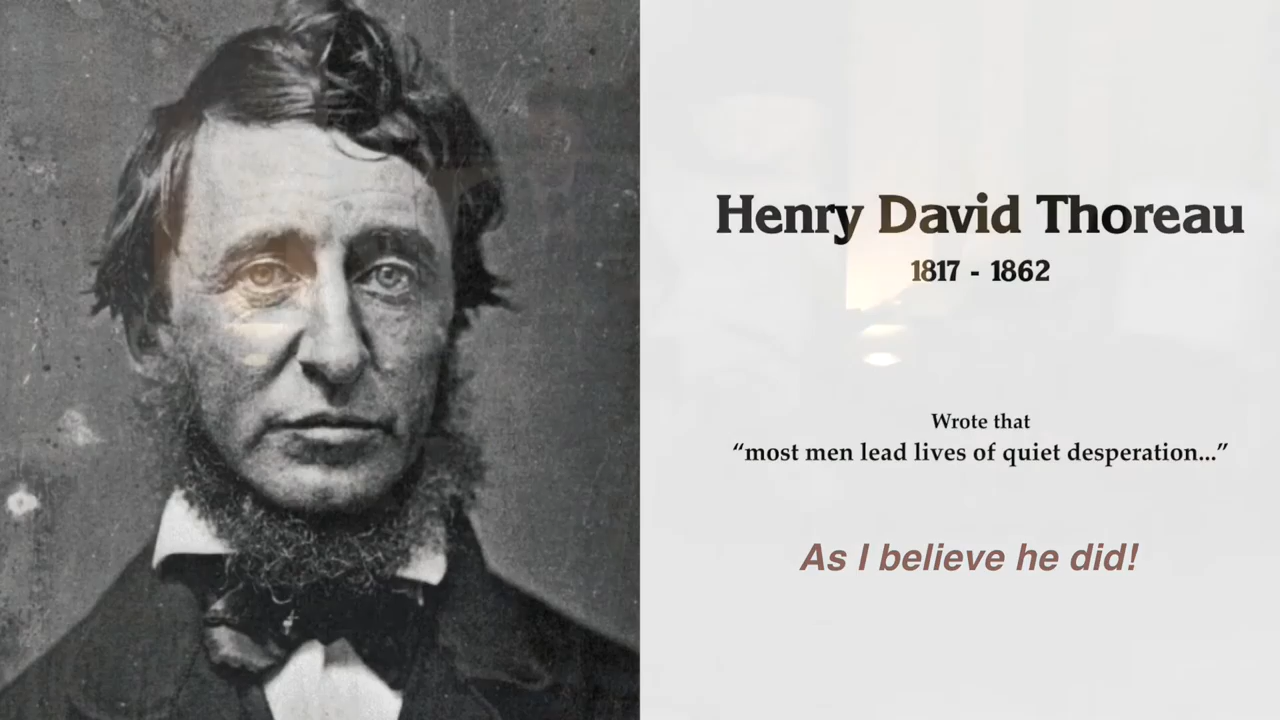 Henry David Thoreau
1817 - 1862
Wrote that
“most men lead lives of quiet desperation...”
As I believe he did!